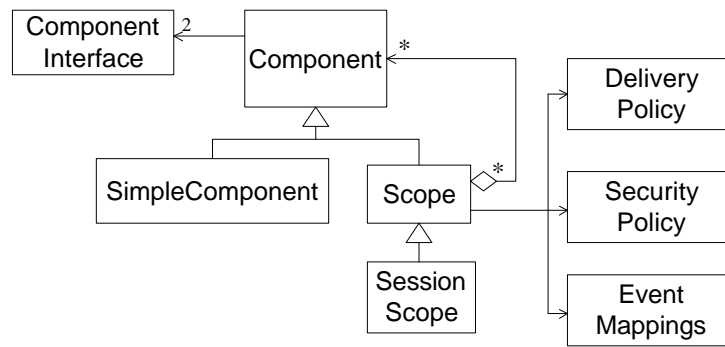 Component
Interface
2
Component
*
Delivery
Policy
SimpleComponent
Scope
*
Security
Policy
Session
Scope
Event
Mappings